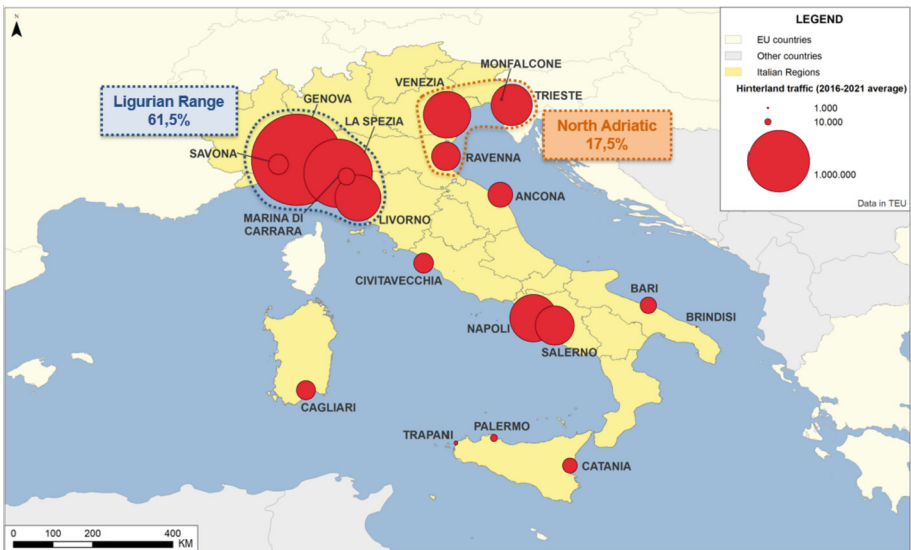 N
LEGEND
EU countries
Other countries
Italian Regions
Hinterland traffic (2016-2021 average)
1.000
10.000
1.000.000
Data in TEU
MONFALCONE
VENEZIA
TRIESTE
Ligurian Range
61,5%
GENOVA
LA SPEZIA
North Adriatic
17,5%
SAVONA
RAVENNA
ANCONA
MARINA DI
CARRARA
LIVORNO
CIVITAVECCHIA
BARI
BRINDISI
NAPOLI
SALERNO
CAGLIARI
PALERMO
TRAPANI
CATANIA
0 100 200 400
KM